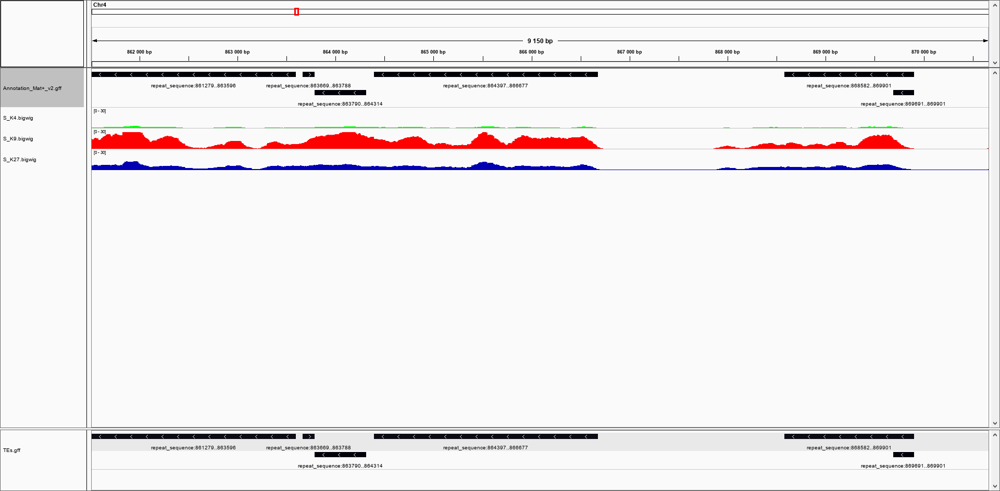 Chr4
9 150 bp
862 000 bp 863 000 bp 864 000 bp 865 000 bp 866 000 bp 867 000 bp 868 000 bp 869 000 bp 870 000 bp
Annotation_Mat+_v2.gff
repeat_sequence:861279..863596 repeat_sequence:863669..863788 repeat_sequence:864397..866677 repeat_sequence:868582..869901
repeat_sequence:863790..864314 repeat_sequence:869691..869901
[0 - 30]
S_K4.bigwig
[0 - 30]
S_K9.bigwig
[0 - 30]
S_K27.bigwig
TEs.gff
repeat_sequence:861279..863596 repeat_sequence:863669..863788 repeat_sequence:864397..866677 repeat_sequence:868582..869901
repeat_sequence:863790..864314 repeat_sequence:869691..869901